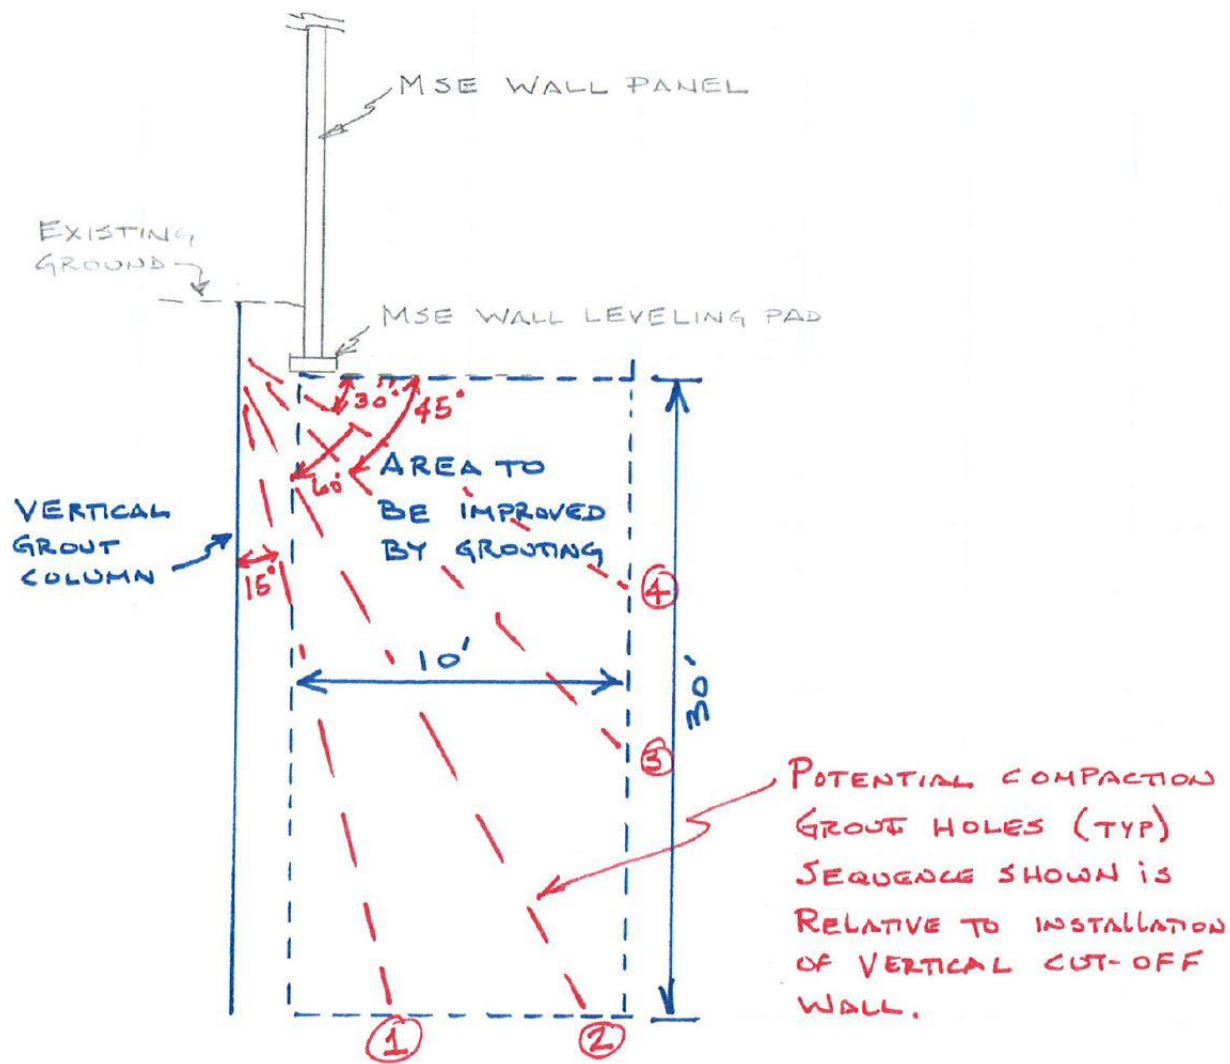 MSE WALL PANEL
EXISTING
GROUND
MSE WALL LEVELING PAD
30°
45°
60°
AREA TO
BE IMPROVED
BY GROUTING
VERTICAL
GROUT
COLUMN
15°
4
10'
30'
3
POTENTIAL COMPACTION
GROUT HOLES (TYP)
SEQUENCE SHOWN IS
RELATIVE TO INSTALLATION
OF VERTICAL CUT-OFF
WALL.
1
2